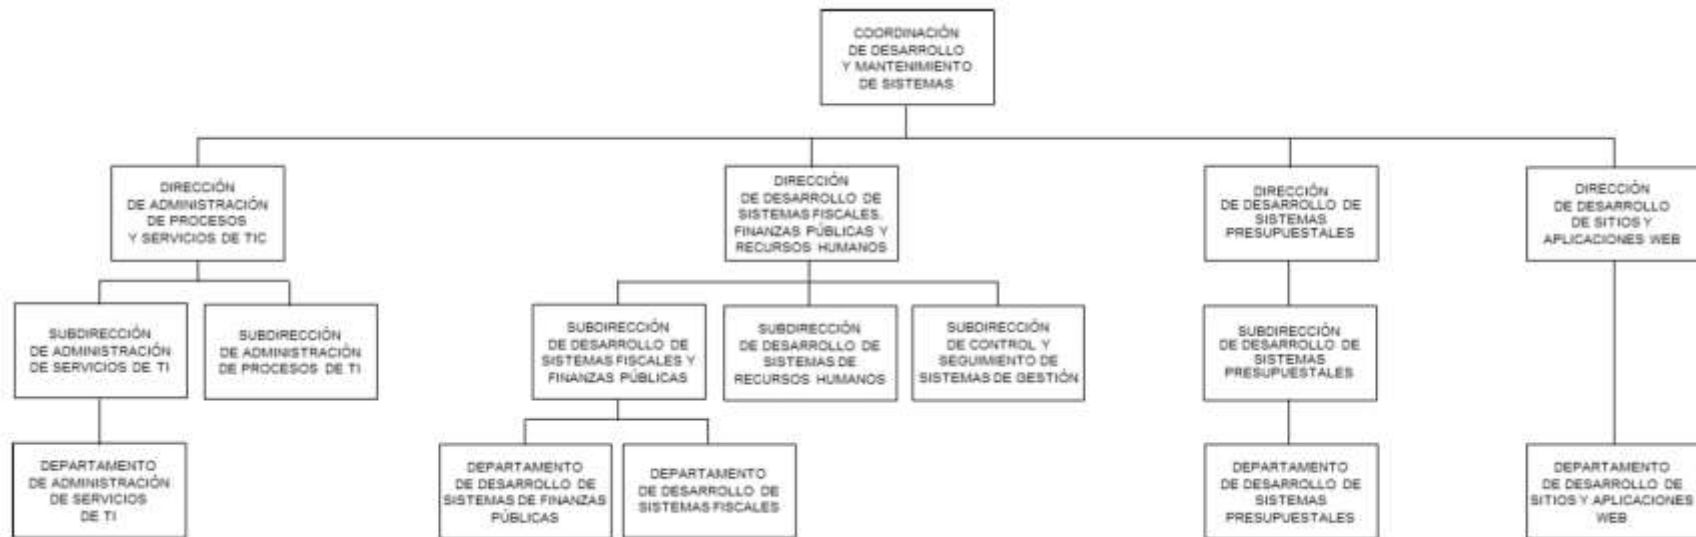 COORDINACIÓN
DE DESARROLLO
Y MANTENIMIENTO
DE SISTEMAS
DIRECCIÓN
DE ADMINISTRACIÓN
DE PROCESOS
Y SERVICIOS DE TIC
DIRECCIÓN
DE DESARROLLO DE
SISTEMAS FISCALES,
FINANZAS PÚBLICAS Y
RECURSOS HUMANOS
DIRECCIÓN
DE DESARROLLO DE
SISTEMAS
PRESUPUESTALES
DIRECCIÓN
DE DESARROLLO
DE SITIOS Y
APLICACIONES WEB
SUBDIRECCIÓN
DE ADMINISTRACIÓN
DE SERVICIOS DE TI
SUBDIRECCIÓN
DE ADMINISTRACIÓN
DE PROCESOS DE TI
SUBDIRECCIÓN
DE DESARROLLO DE
SISTEMAS FISCALES Y
FINANZAS PÚBLICAS
SUBDIRECCIÓN
DE DESARROLLO DE
SISTEMAS DE
RECURSOS HUMANOS
SUBDIRECCIÓN
DE CONTROL Y
SEGUIMIENTO DE
SISTEMAS DE GESTIÓN
SUBDIRECCIÓN
DE DESARROLLO DE
SISTEMAS
PRESUPUESTALES
DEPARTAMENTO
DE ADMINISTRACIÓN
DE SERVICIOS
DE TI
DEPARTAMENTO
DE DESARROLLO DE
SISTEMAS DE FINANZAS
PÚBLICAS
DEPARTAMENTO
DE DESARROLLO DE
SISTEMAS FISCALES
DEPARTAMENTO
DE DESARROLLO DE
SISTEMAS
PRESUPUESTALES
DEPARTAMENTO
DE DESARROLLO DE
SITIOS Y APLICACIONES
WEB